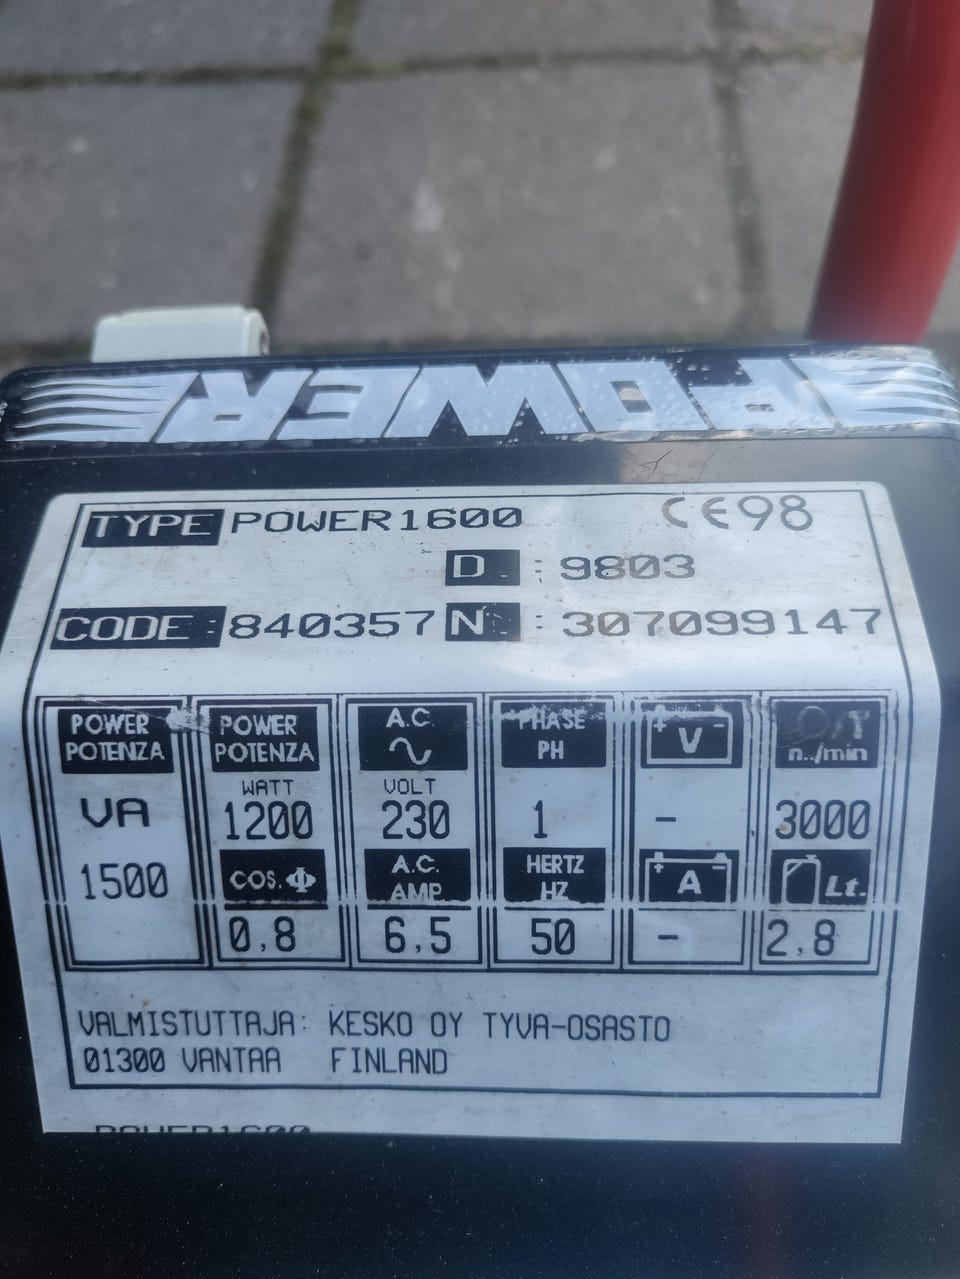 POWER
TYPE POWER1600 CE98
D. : 9803
CODE : 840357 N. : 307099147
POWER POTENZA VA 1500
POWER POTENZA WATT 1200
COS. Φ 0,8
A.C. VOLT 230
A.C. AMP. 6,5
PHASE PH 1
HERTZ HZ 50
+ - V -
+ - A -
/T n../min 3000
Lt. 2,8
VALMISTUTTAJA: KESKO OY TYVA-OSASTO
01300 VANTAA FINLAND
POWER1600